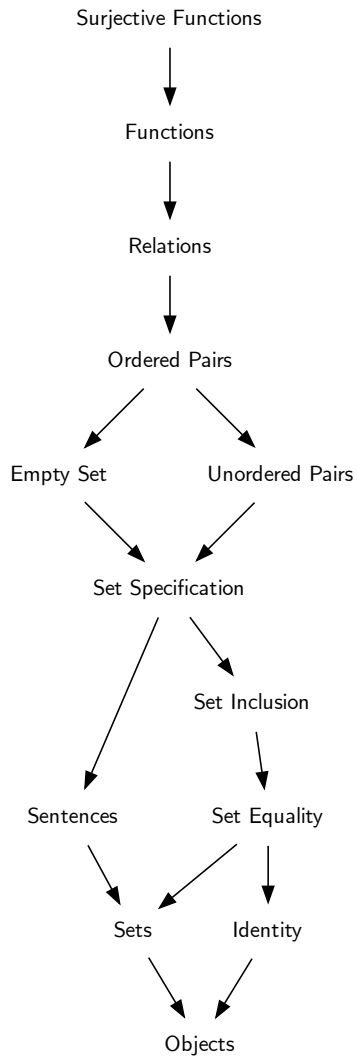 Surjective Functions
Functions
Relations
Ordered Pairs
Empty Set
Unordered Pairs
Set Specification
Set Inclusion
Sentences
Set Equality
Sets
Identity
Objects